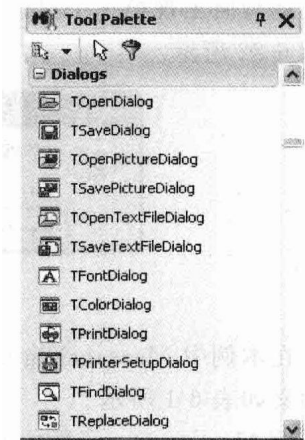 Tool Palette
Dialogs
TOpenDialog
TSaveDialog
TOpenPictureDialog
TSavePictureDialog
TOpenTextFileDialog
TSaveTextFileDialog
TFontDialog
TColorDialog
TPrintDialog
TPrinterSetupDialog
TFindDialog
TReplaceDialog